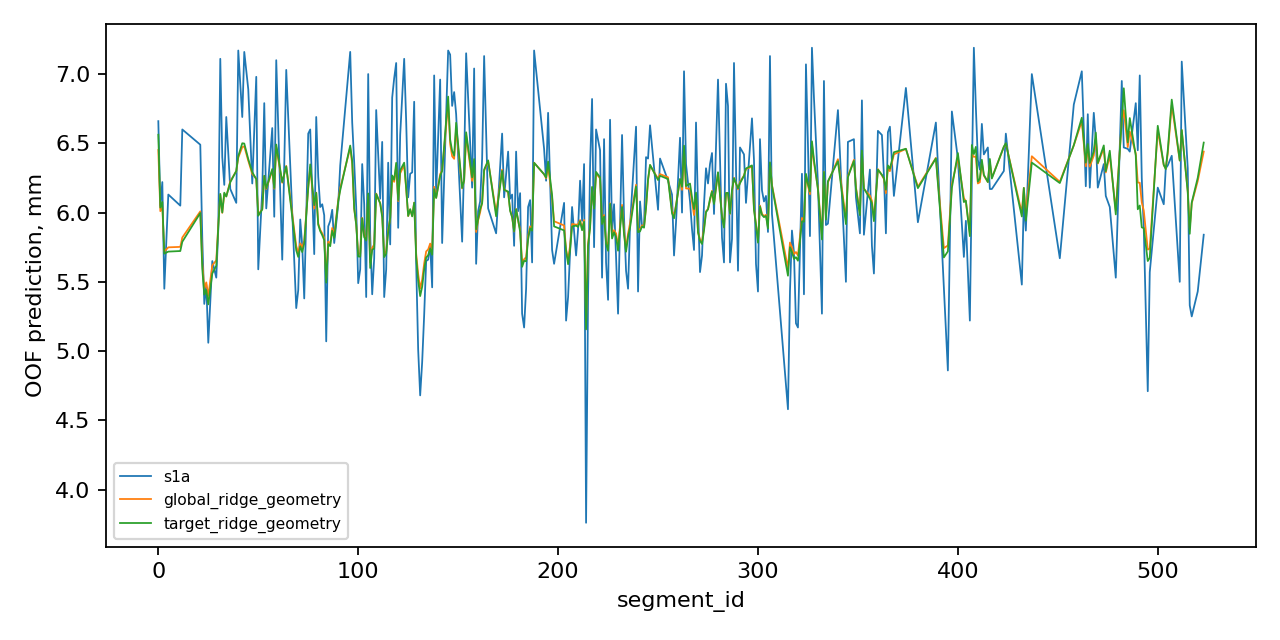 OOF prediction, mm
7.0
6.5
6.0
5.5
5.0
4.5
4.0
s1a
global_ridge_geometry
target_ridge_geometry
0 100 200 300 400 500
segment_id